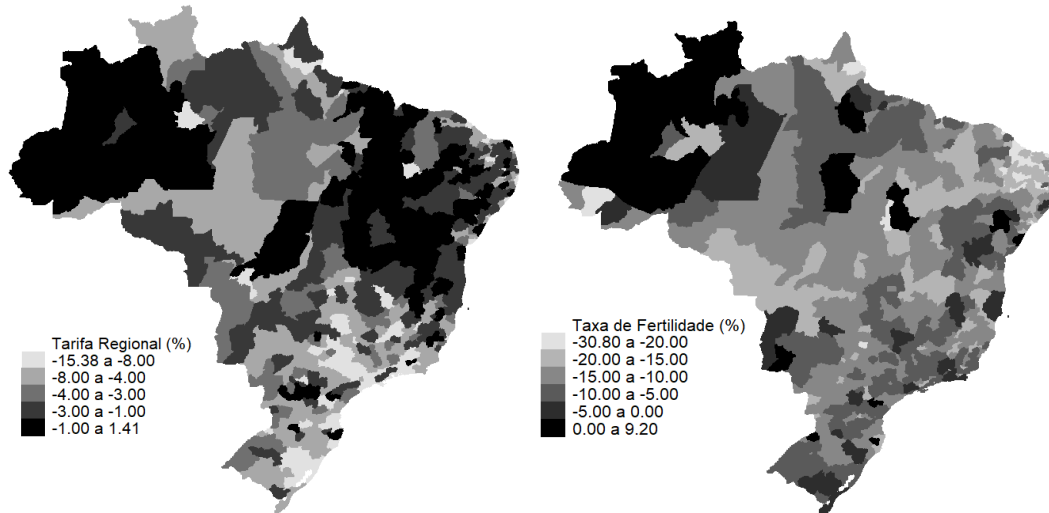 Tarifa Regional (%)
-15.38 a -8.00
-8.00 a -4.00
-4.00 a -3.00
-3.00 a -1.00
-1.00 a 1.41
Taxa de Fertilidade (%)
-30.80 a -20.00
-20.00 a -15.00
-15.00 a -10.00
-10.00 a -5.00
-5.00 a 0.00
0.00 a 9.20